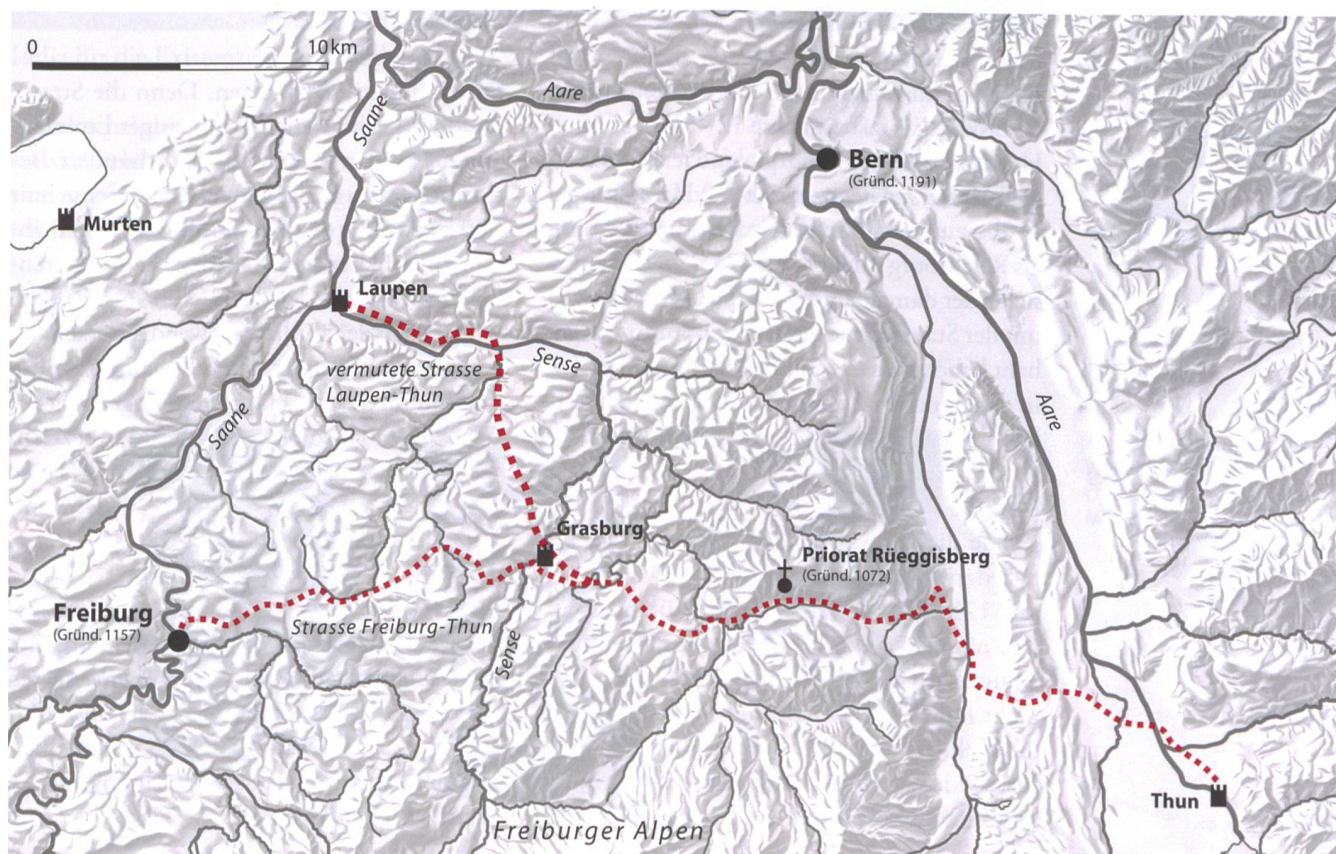 0 10 km
Aare
Saane
Bern
(Gründ. 1191)
Murten
Laupen
vermutete Strasse
Laupen-Thun
Sense
Saane
Aare
Grasburg
Priorat Rüeggisberg
(Gründ. 1072)
Freiburg
(Gründ. 1157)
Strasse Freiburg-Thun
Sense
Thun
Freiburger Alpen